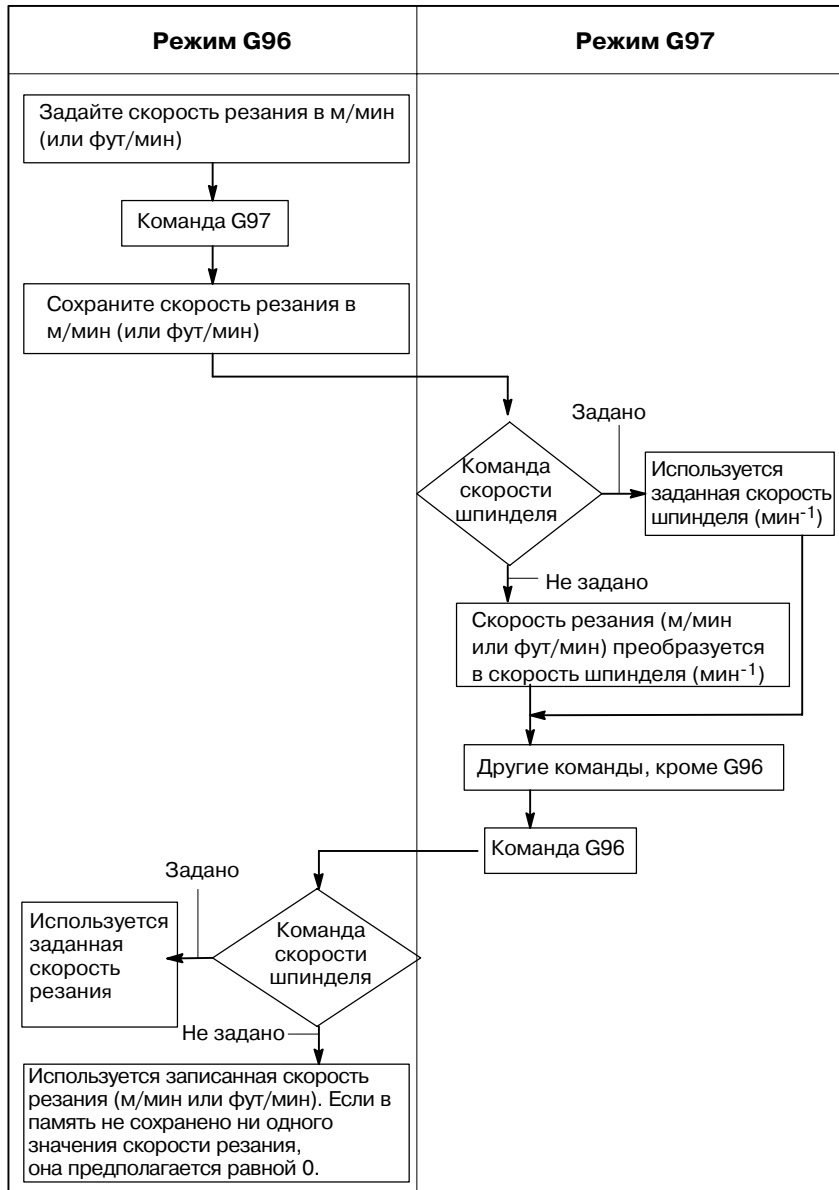 Режим G96
Режим G97
Задайте скорость резания в м/мин
(или фут/мин)
Команда G97
Сохраните скорость резания в
м/мин (или фут/мин)
Задано
Команда
скорости
шпинделя
Используется
заданная скорость
шпинделя (мин⁻¹)
Не задано
Скорость резания (м/мин
или фут/мин) преобразуется
в скорость шпинделя (мин⁻¹)
Другие команды, кроме G96
Команда G96
Задано
Команда
скорости
шпинделя
Используется
заданная
скорость
резания
Не задано
Используется записанная скорость
резания (м/мин или фут/мин). Если в
память не сохранено ни одного
значения скорости резания,
она предполагается равной 0.